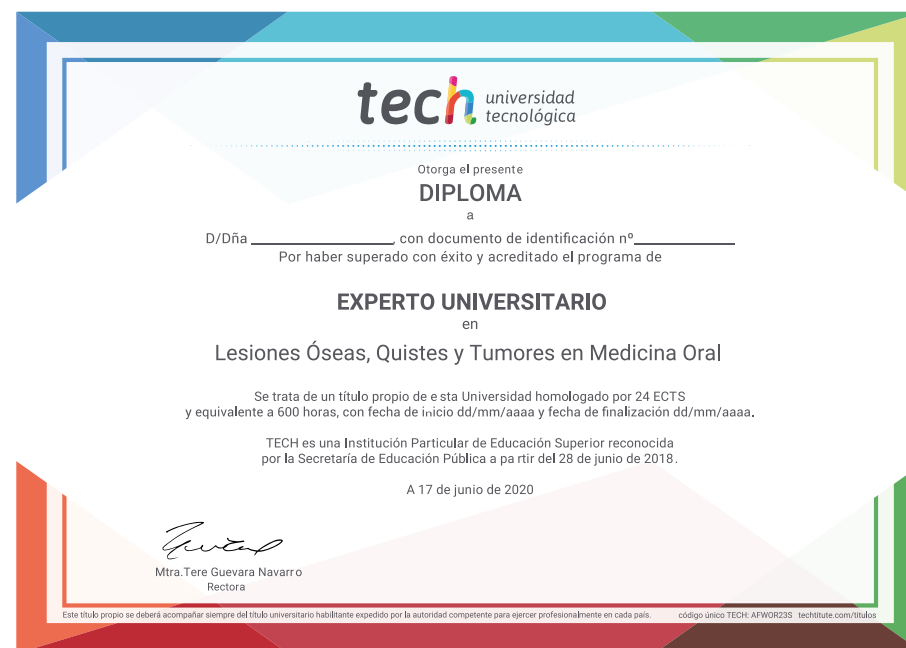 tech universidad
tecnológica
Otorga el presente
DIPLOMA
a
D/Dña ____________________, con documento de identificación nº______________
Por haber superado con éxito y acreditado el programa de
EXPERTO UNIVERSITARIO
en
Lesiones Óseas, Quistes y Tumores en Medicina Oral
Se trata de un título propio de e sta Universidad homologado por 24 ECTS
y equivalente a 600 horas, con fecha de inicio dd/mm/aaaa y fecha de finalización dd/mm/aaaa.
TECH es una Institución Particular de Educación Superior reconocida
por la Secretaría de Educación Pública a pa rtir del 28 de junio de 2018.
A 17 de junio de 2020
Mtra.Tere Guevara Navarro
Rectora
Este título propio se deberá acompañar siempre del título universitario habilitante expedido por la autoridad competente para ejercer profesionalmente en cada país. código único TECH: AFWOR23S techtitute.com/titulos